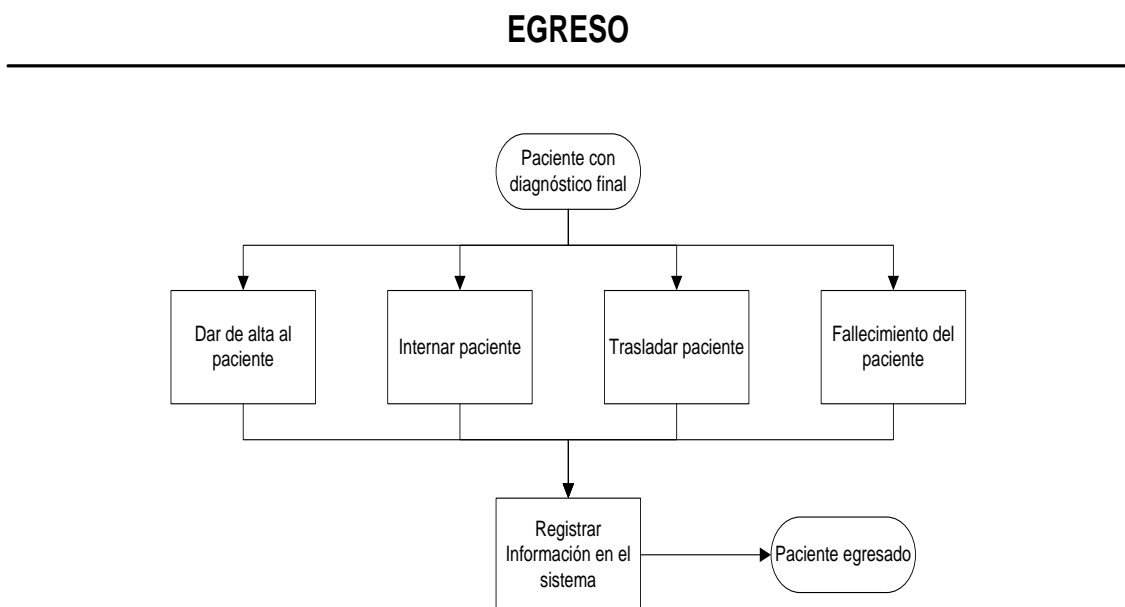 EGRESO
Paciente con
diagnóstico final
Dar de alta al
paciente
Internar paciente
Trasladar paciente
Fallecimiento del
paciente
Registrar
Información en el
sistema
Paciente egresado